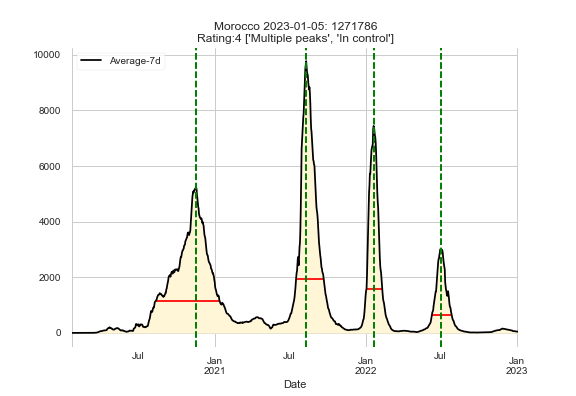 Morocco 2023-01-05: 1271786
Rating:4 ['Multiple peaks', 'In control']
Average-7d
10000
8000
6000
4000
2000
0
Jul
Jan
2021
Jul
Jan
2022
Jul
Jan
2023
Date